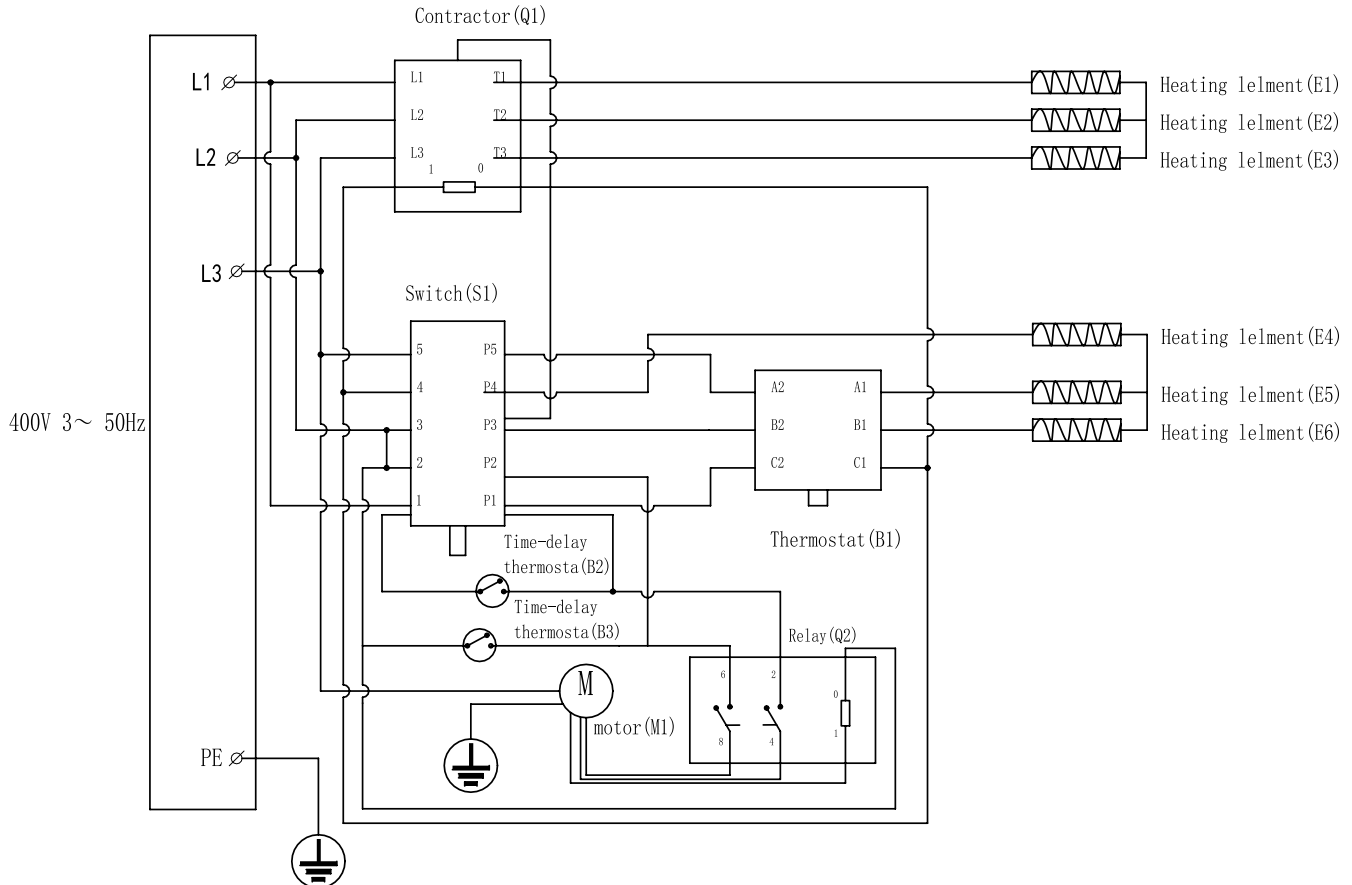 Contractor(Q1)
L1
L1
T1
Heating lelment(E1)
L2
T2
Heating lelment(E2)
L2
L3
T3
Heating lelment(E3)
1
0
L3
Switch(S1)
Heating lelment(E4)
5
P5
4
P4
A2
A1
Heating lelment(E5)
400V 3～ 50Hz
3
P3
B2
B1
Heating lelment(E6)
2
P2
C2
C1
1
P1
Thermostat(B1)
Time-delay
thermosta(B2)
Time-delay
thermosta(B3)
Relay(Q2)
6
2
M
0
motor(M1)
1
8
4
PE